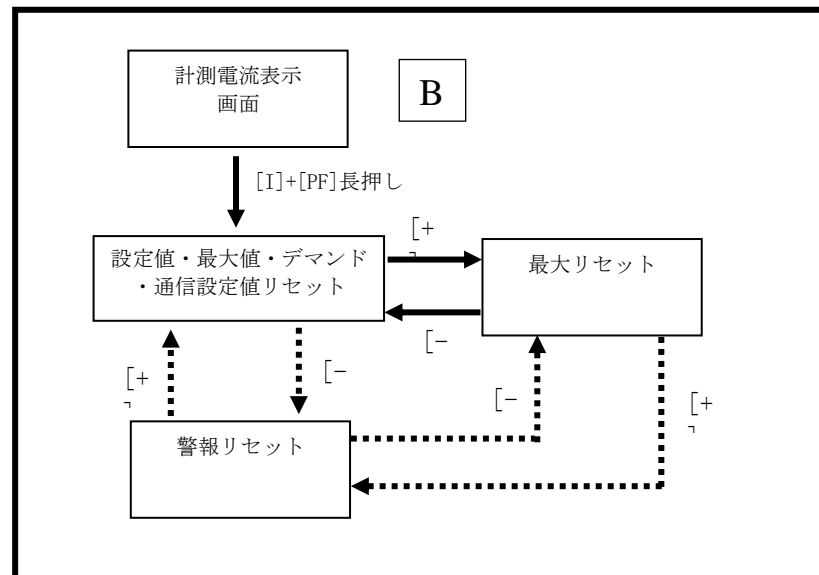 計測電流表示
画面
B
[I]+[PF]長押し
[+
┐
設定値・最大値・デマンド
・通信設定値リセット
最大リセット
[-
[+
┐
[-
[-
[+
┐
警報リセット